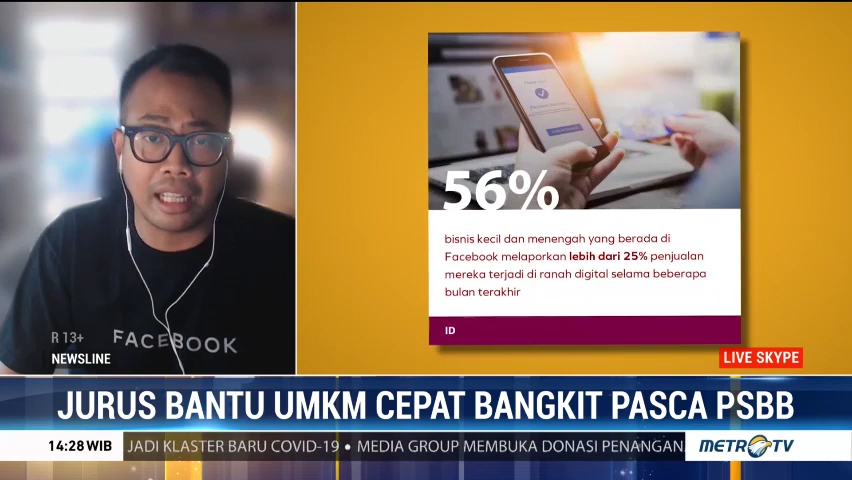 56%
bisnis kecil dan menengah yang berada di
Facebook melaporkan lebih dari 25% penjualan
mereka terjadi di ranah digital selama beberapa
bulan terakhir
ID
R 13+
FACEBOOK
NEWSLINE
LIVE SKYPE
JURUS BANTU UMKM CEPAT BANGKIT PASCA PSBB
14:28 WIB
JADI KLASTER BARU COVID-19 • MEDIA GROUP MEMBUKA DONASI PENANGAN
METRO TV